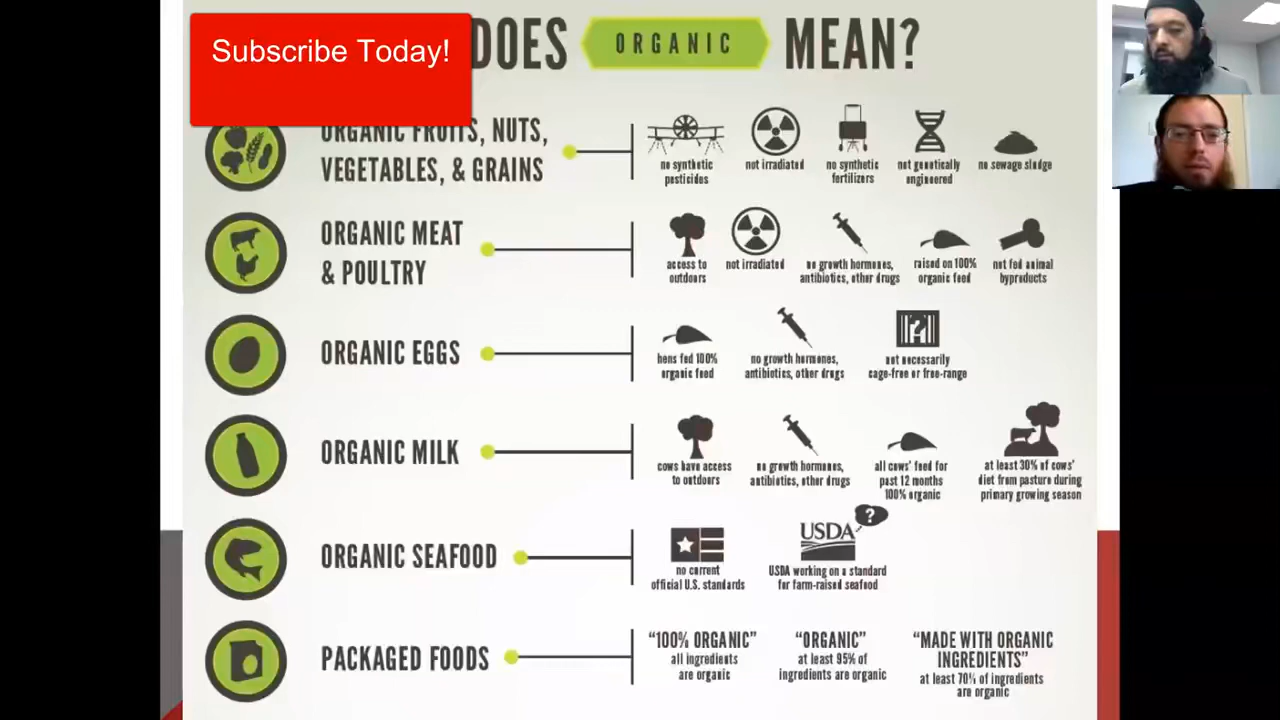 Subscribe Today!
DOES ORGANIC MEAN?
ORGANIC FRUITS, NUTS,
VEGETABLES, & GRAINS
no synthetic
pesticides
not irradiated
no synthetic
fertilizers
not genetically
engineered
no sewage sludge
ORGANIC MEAT
& POULTRY
access to
outdoors
not irradiated
no growth hormones,
antibiotics, other drugs
raised on 100%
organic feed
not fed animal
byproducts
ORGANIC EGGS
hens fed 100%
organic feed
no growth hormones,
antibiotics, other drugs
not necessarily
cage-free or free-range
ORGANIC MILK
cows have access
to outdoors
no growth hormones,
antibiotics, other drugs
all cows' feed for
past 12 months
100% organic
at least 30% of cows'
diet from pasture during
primary growing season
ORGANIC SEAFOOD
no current
official U.S. standards
USDA
?
USDA working on a standard
for farm-raised seafood
PACKAGED FOODS
"100% ORGANIC"
all ingredients
are organic
"ORGANIC"
at least 95% of
ingredients are organic
"MADE WITH ORGANIC
INGREDIENTS"
at least 70% of ingredients
are organic